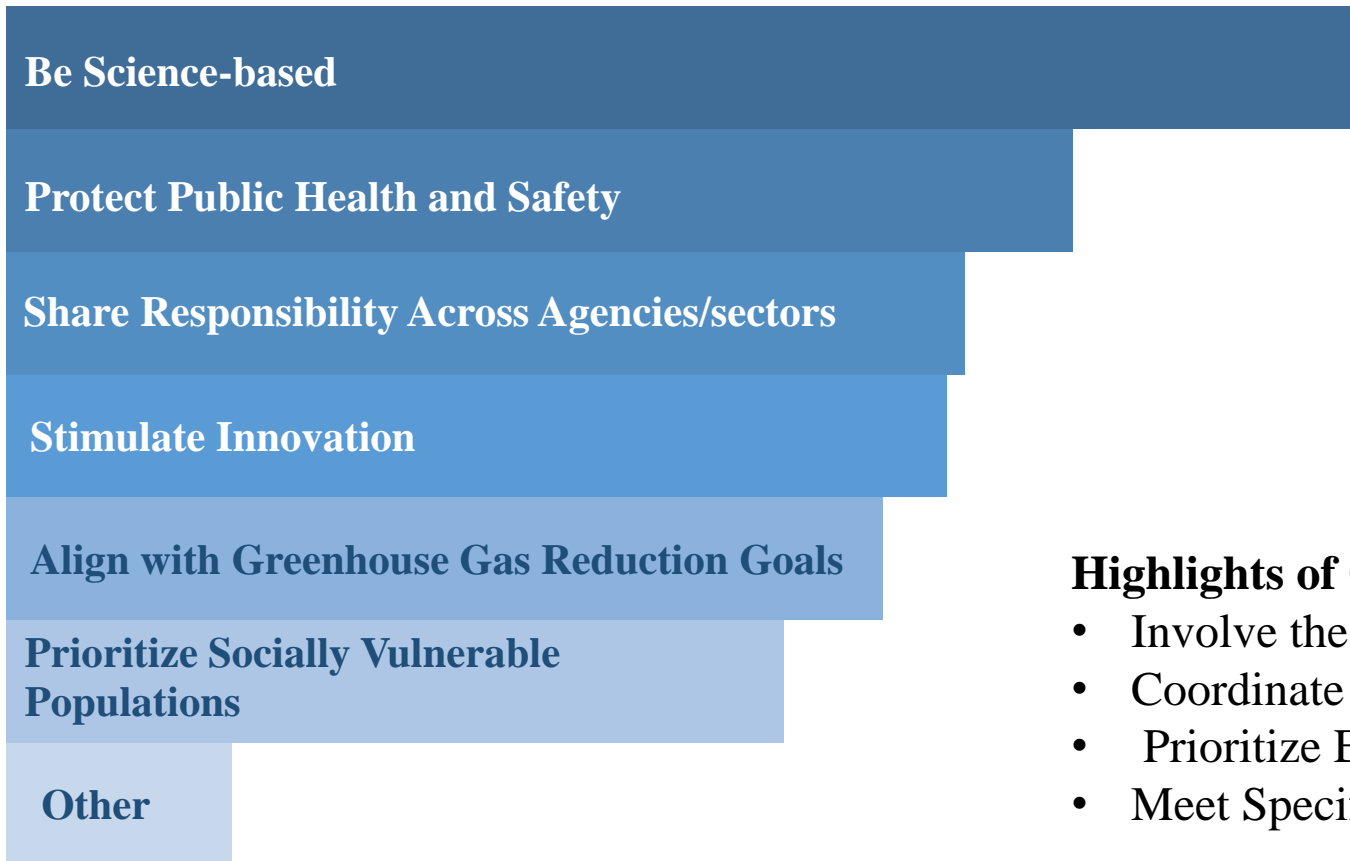 Be Science-based
Protect Public Health and Safety
Share Responsibility Across Agencies/sectors
Stimulate Innovation
Align with Greenhouse Gas Reduction Goals
Prioritize Socially Vulnerable
Populations
Other
Highlights of
• Involve the
• Coordinate
• Prioritize
• Meet